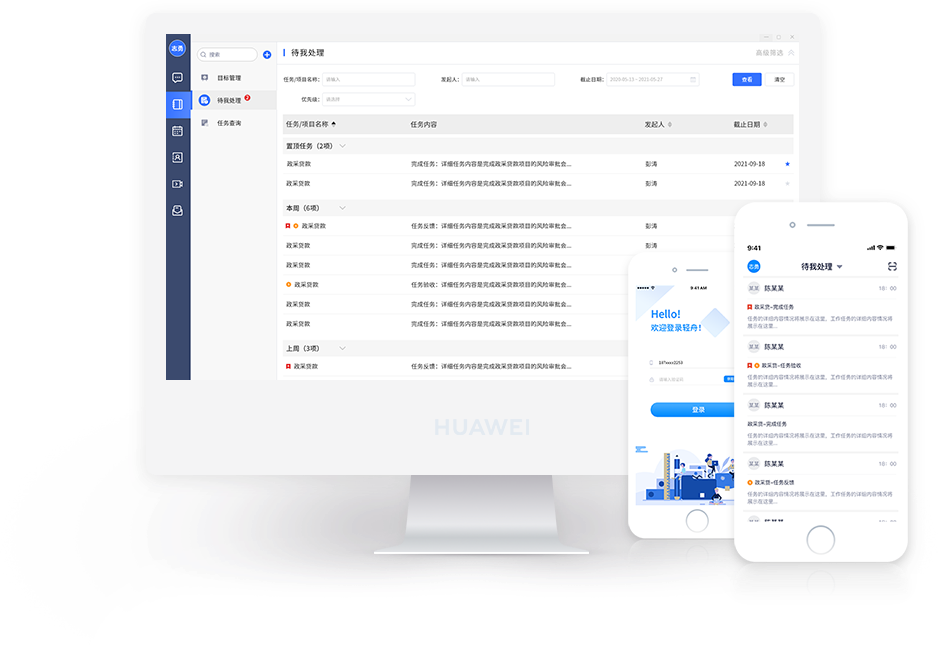 志勇
搜索
目标管理
待我处理 2
任务查询
待我处理
高级筛选
任务/项目名称: 请输入
发起人: 请输入
截止日期: 2020-05-13 ~ 2021-05-27
查看
清空
优先级: 请选择
任务/项目名称
任务内容
发起人
截止日期
置顶任务（2项）
政采贷款 完成任务：详细任务内容是完成政采贷款项目的风险审批会... 彭涛 2021-09-18
政采贷款 完成任务：详细任务内容是完成政采贷款项目的风险审批会... 彭涛 2021-09-18
本周（6项）
政采贷款 任务反馈：详细任务内容是完成政采贷款项目的风险审批会... 彭涛
政采贷款 完成任务：详细任务内容是完成政采贷款项目的风险审批会... 彭涛
政采贷款 完成任务：详细任务内容是完成政采贷款项目的风险审批会...
政采贷款 任务验收：详细任务内容是完成政采贷款项目的风险审批会...
政采贷款 完成任务：详细任务内容是完成政采贷款项目的风险审批会...
政采贷款 完成任务：详细任务内容是完成政采贷款项目的风险审批会...
上周（3项）
政采贷款 任务反馈：详细任务内容是完成政采贷款项目的风险审批会...
HUAWEI
9:41 AM
Hello!
欢迎登录轻舟!
登录
9:41
志勇
待我处理
某某 陈某某 18: 00
政采贷-完成任务
任务的详组内容情况将展示在这里，工作任务的详组内容情况将
展示在这里...
某某 陈某某 18: 00
政采贷-任务验收
任务的详组内容情况将展示在这里，工作任务的详组内容情况将
展示在这里...
某某 陈某某 18: 00
政采贷-完成任务
任务的详组内容情况将展示在这里，工作任务的详组内容情况将
展示在这里...
某某 陈某某 18: 00
政采贷-任务反馈
任务的详组内容情况将展示在这里，工作任务的详组内容情况将
展示在这里...